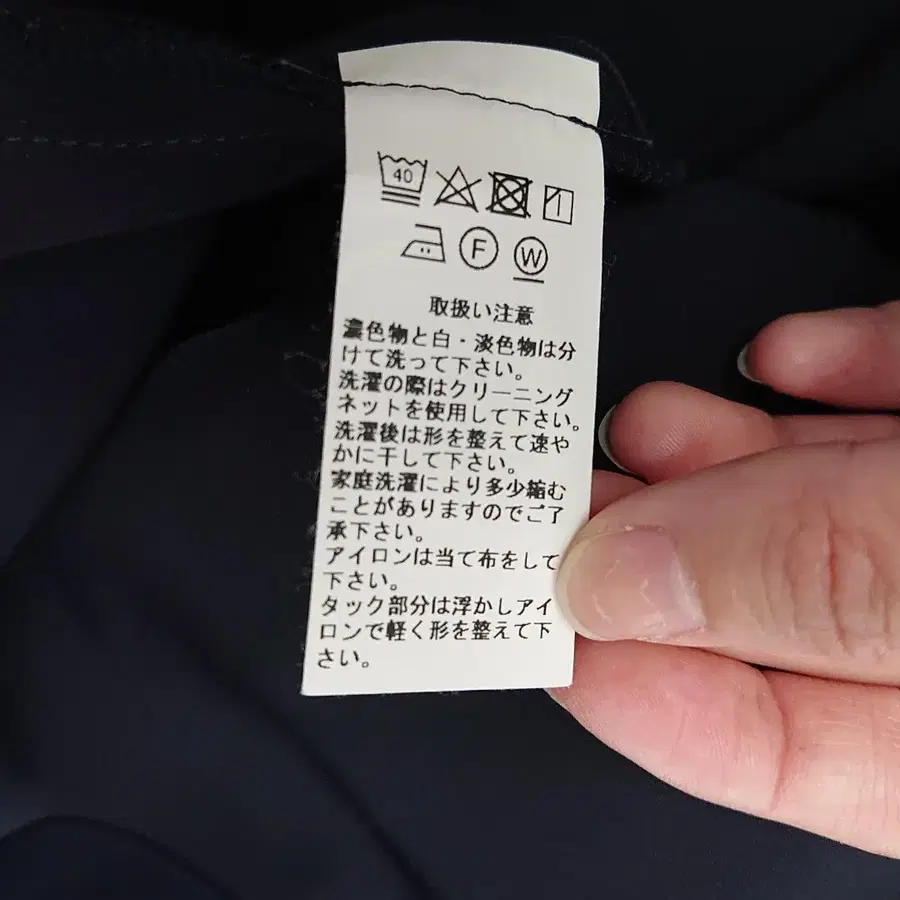 40
F W
取扱い注意
濃色物と白・淡色物は分
けて洗って下さい。
洗濯の際はクリーニング
ネットを使用して下さい。
洗濯後は形を整えて速や
かに干して下さい。
家庭洗濯により多少縮む
ことがありますのでご了
承下さい。
アイロンは当て布をして
下さい。
タック部分は浮かしアイ
ロンで軽く形を整えて下
さい。